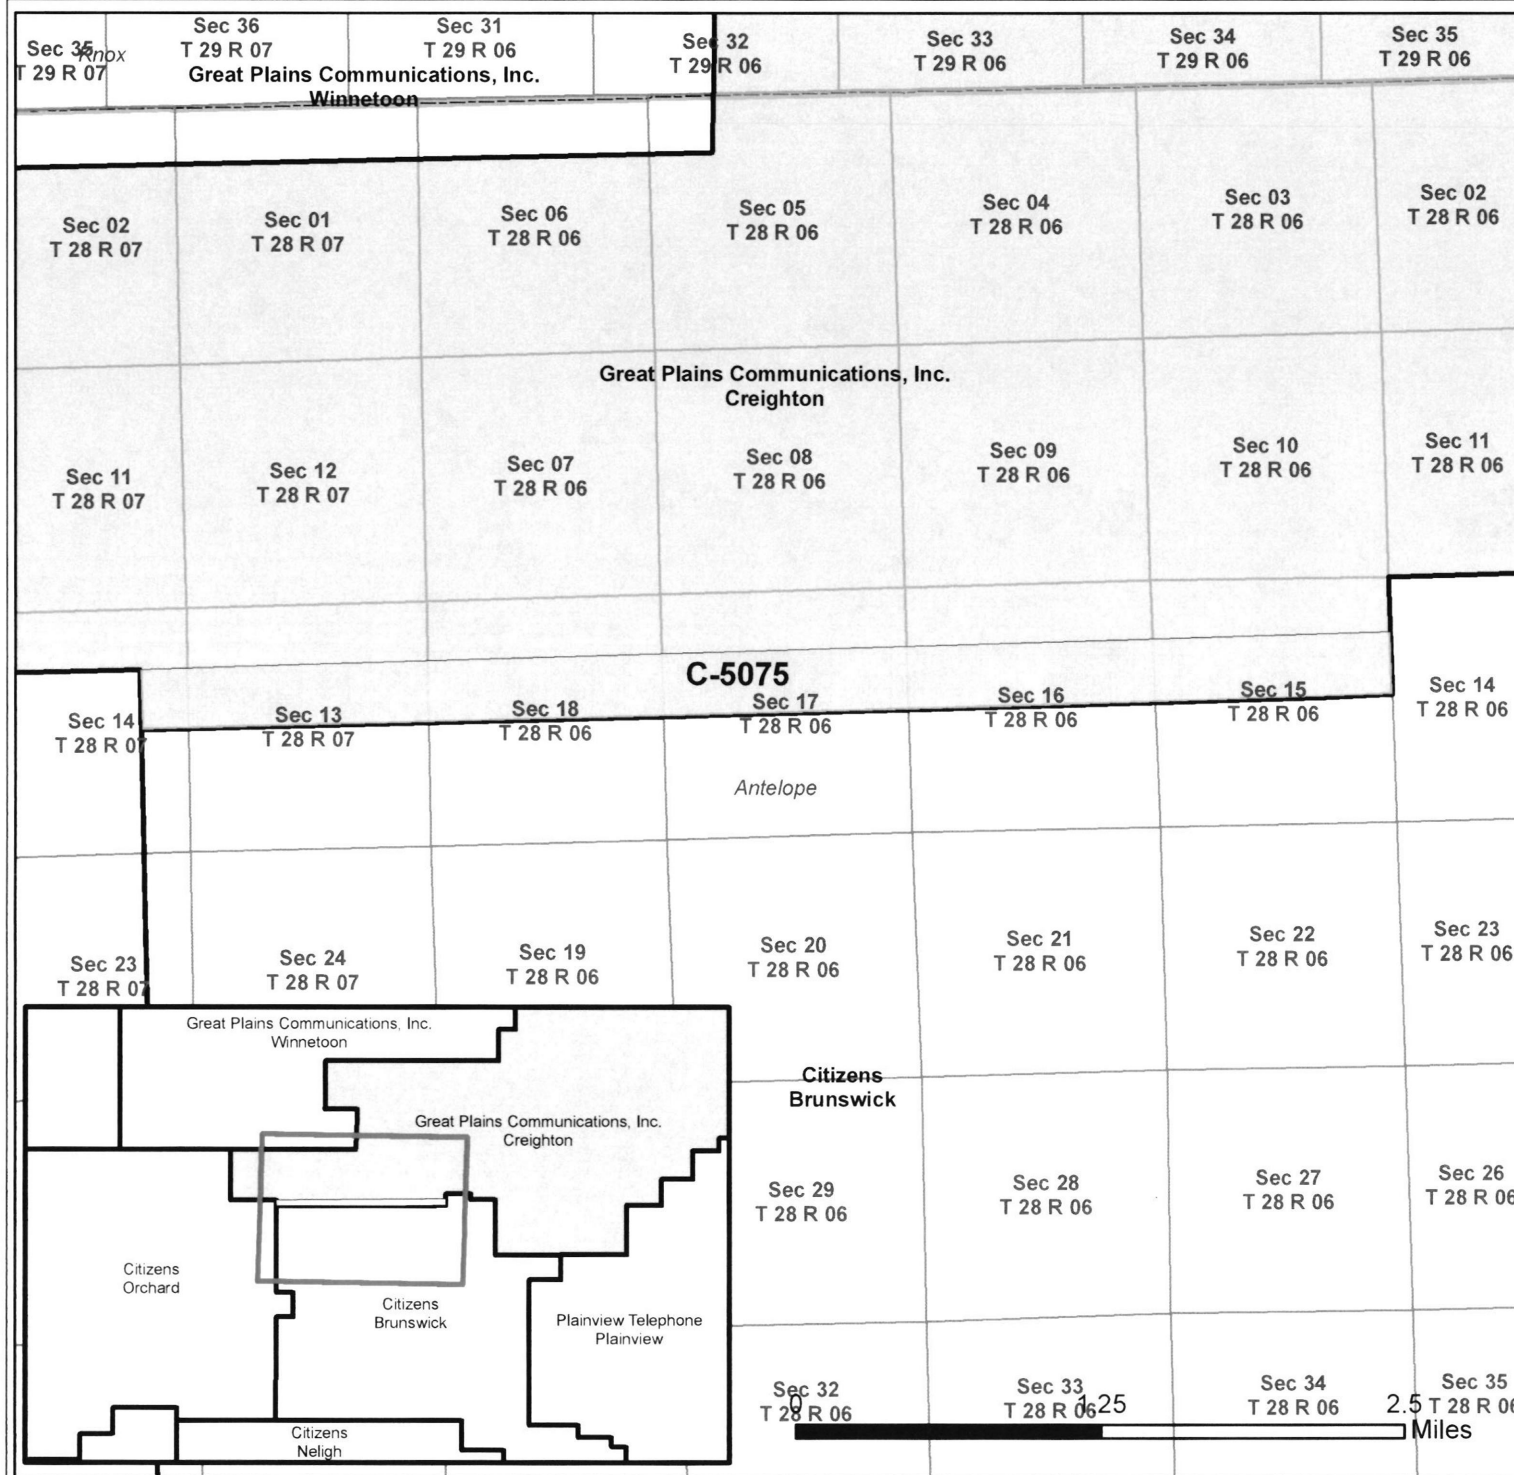 Sec 35
T 29 R 07
Knox
Sec 36
T 29 R 07
Sec 31
T 29 R 06
Sec 32
T 29 R 06
Sec 33
T 29 R 06
Sec 34
T 29 R 06
Sec 35
T 29 R 06
Great Plains Communications, Inc.
Winnetoon
Sec 02
T 28 R 07
Sec 01
T 28 R 07
Sec 06
T 28 R 06
Sec 05
T 28 R 06
Sec 04
T 28 R 06
Sec 03
T 28 R 06
Sec 02
T 28 R 06
Great Plains Communications, Inc.
Creighton
Sec 11
T 28 R 07
Sec 12
T 28 R 07
Sec 07
T 28 R 06
Sec 08
T 28 R 06
Sec 09
T 28 R 06
Sec 10
T 28 R 06
Sec 11
T 28 R 06
C-5075
Sec 14
T 28 R 07
Sec 13
T 28 R 07
Sec 18
T 28 R 06
Sec 17
T 28 R 06
Sec 16
T 28 R 06
Sec 15
T 28 R 06
Sec 14
T 28 R 06
Antelope
Sec 23
T 28 R 07
Sec 24
T 28 R 07
Sec 19
T 28 R 06
Sec 20
T 28 R 06
Sec 21
T 28 R 06
Sec 22
T 28 R 06
Sec 23
T 28 R 06
Citizens
Brunswick
Sec 29
T 28 R 06
Sec 28
T 28 R 06
Sec 27
T 28 R 06
Sec 26
T 28 R 06
Sec 32
T 28 R 06
Sec 33
T 28 R 06
Sec 34
T 28 R 06
Sec 35
T 28 R 06
0
1.25
2.5
Miles
Great Plains Communications, Inc.
Winnetoon
Great Plains Communications, Inc.
Creighton
Citizens
Orchard
Citizens
Brunswick
Plainview Telephone
Plainview
Citizens
Neligh